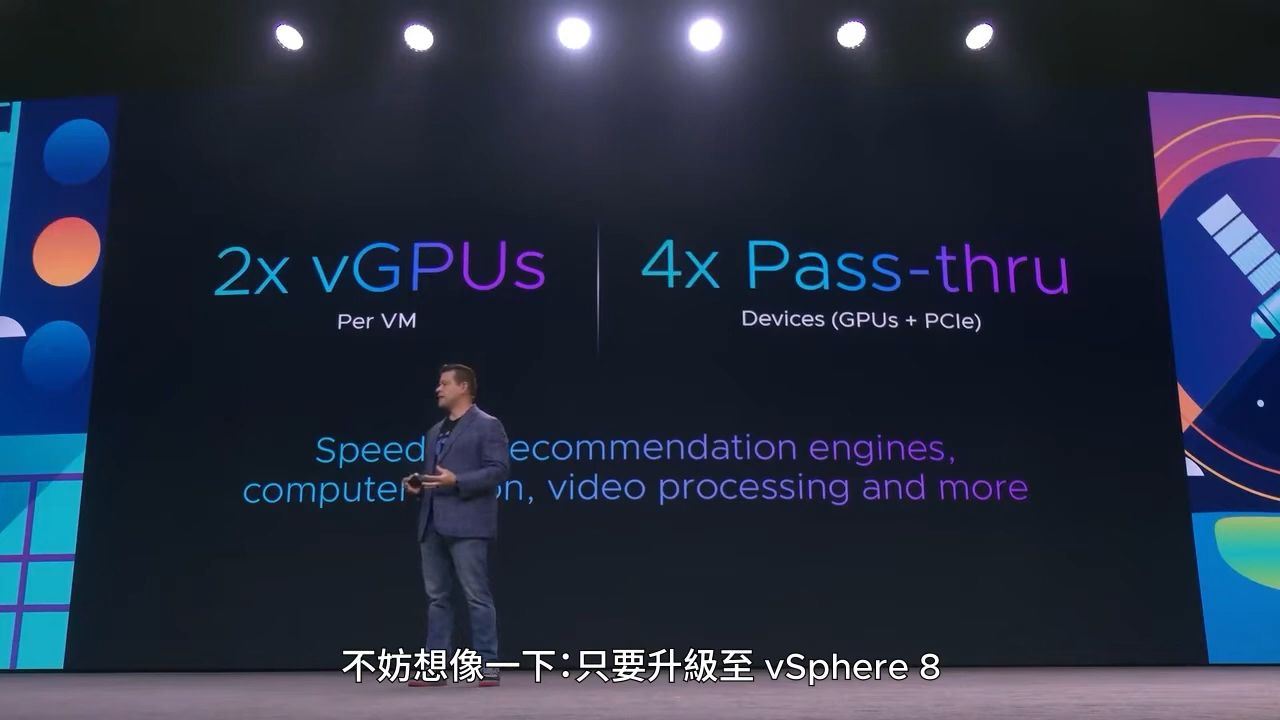 2x vGPUs
Per VM
4x Pass-thru
Devices (GPUs + PCIe)
Speed ecommendation engines,
computer on, video processing and more
不妨想像一下：只要升級至 vSphere 8